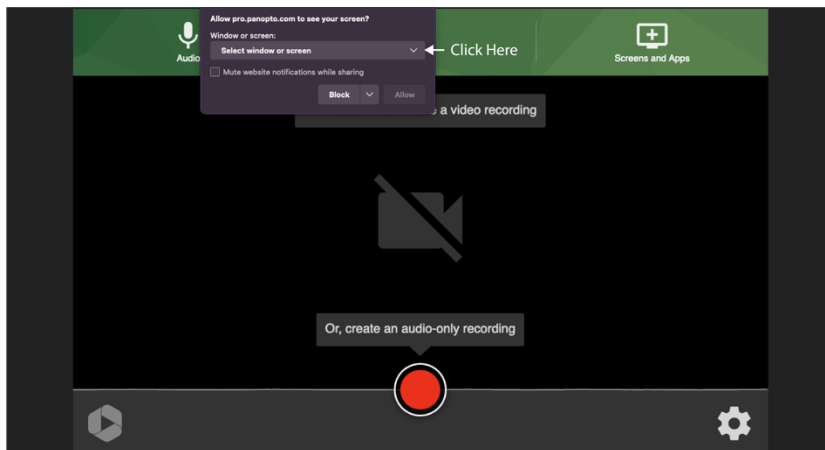 Allow pro.panopto.com to see your screen?
Window or screen:
Select window or screen
Click Here
Mute website notifications while sharing
Block
Allow
Audio
Screens and Apps
a video recording
Or, create an audio-only recording